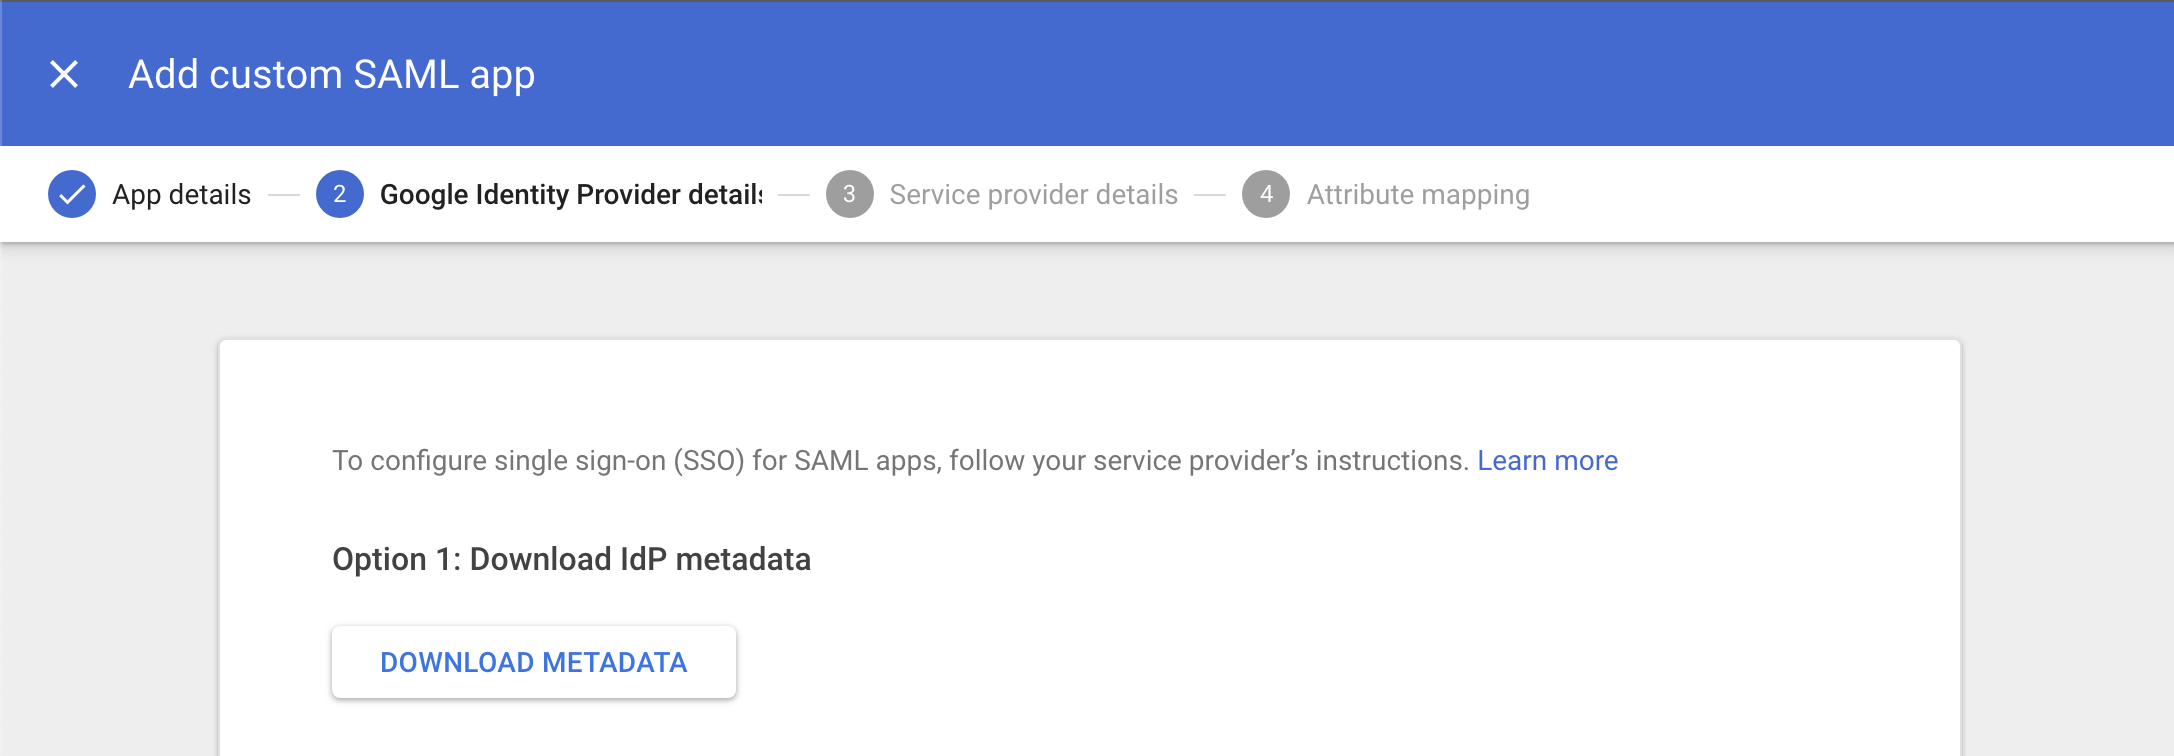 Add custom SAML app
App details
2 Google Identity Provider details
3 Service provider details
4 Attribute mapping
To configure single sign-on (SSO) for SAML apps, follow your service provider’s instructions. Learn more
Option 1: Download IdP metadata
DOWNLOAD METADATA